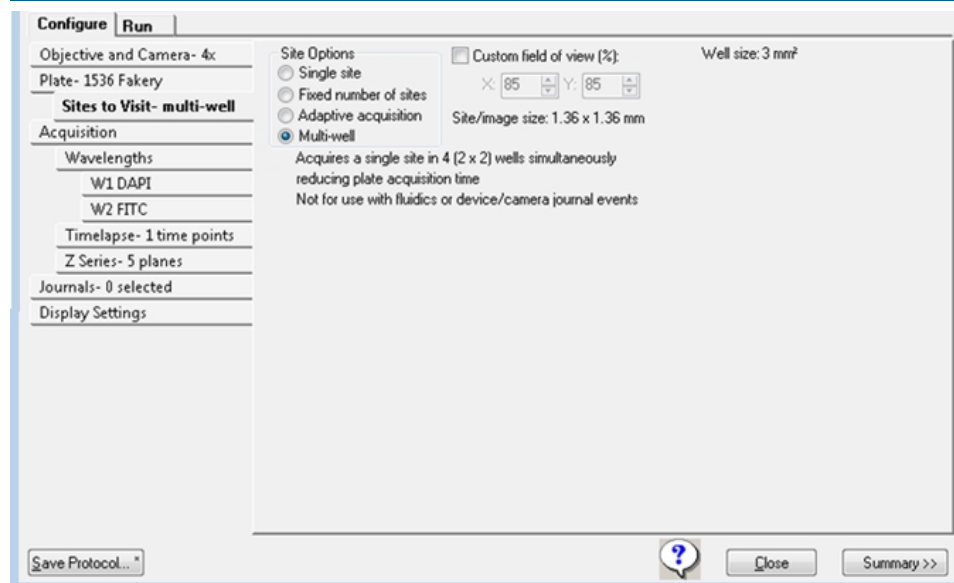 Configure Run
Objective and Camera- 4x
Plate- 1536 Fakery
Sites to Visit- multi-well
Acquisition
Wavelengths
W1 DAPI
W2 FITC
Timelapse- 1 time points
Z Series- 5 planes
Journals- 0 selected
Display Settings
Site Options
Single site
Fixed number of sites
Adaptive acquisition
Multi-well
Custom field of view (%):
X: 85 Y: 85
Site/image size: 1.36 x 1.36 mm
Well size: 3 mm²
Acquires a single site in 4 (2 x 2) wells simultaneously
reducing plate acquisition time
Not for use with fluidics or device/camera journal events
Save Protocol... *
?
Close
Summary >>